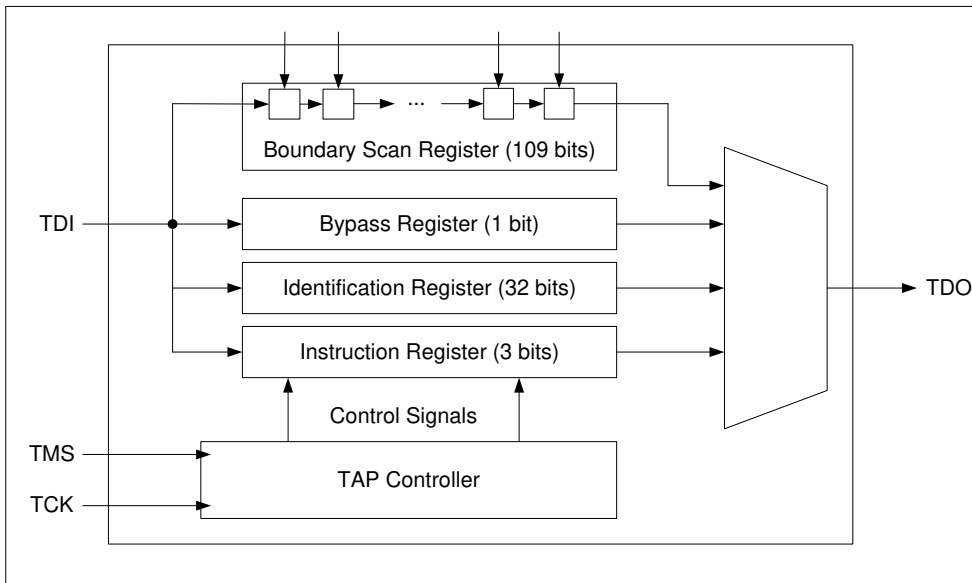 ...
Boundary Scan Register (109 bits)
TDI
Bypass Register (1 bit)
Identification Register (32 bits)
TDO
Instruction Register (3 bits)
Control Signals
TMS
TAP Controller
TCK